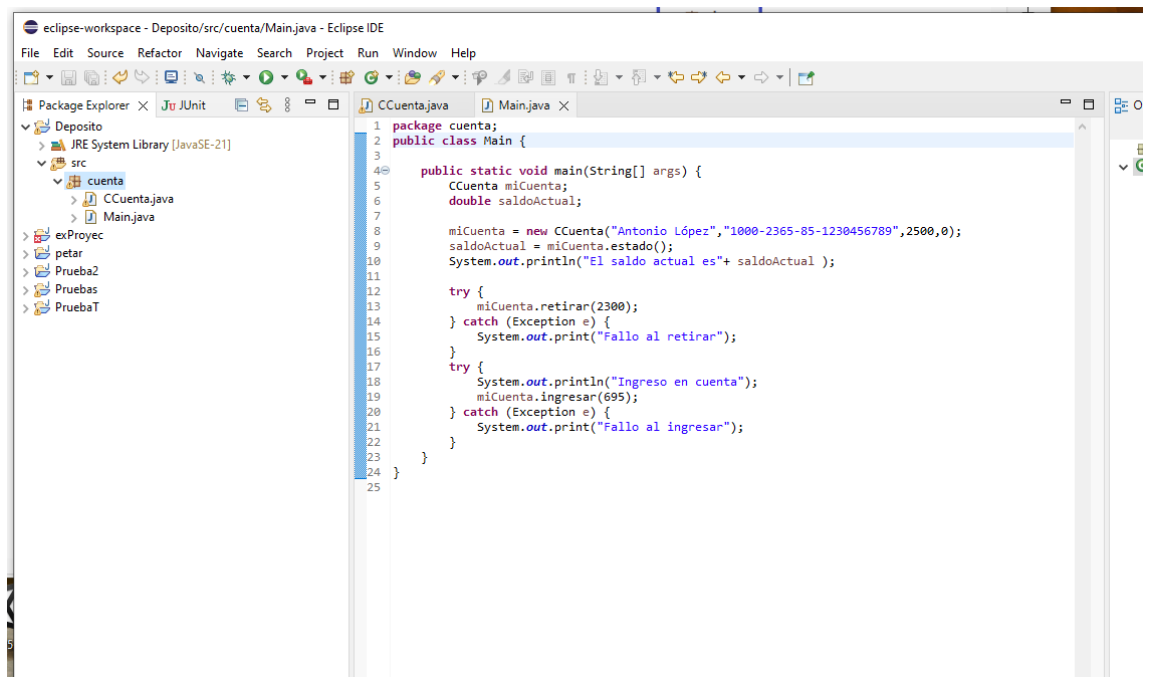 eclipse-workspace - Deposito/src/cuenta/Main.java - Eclipse IDE
File Edit Source Refactor Navigate Search Project Run Window Help
Package Explorer JUnit
Deposito
JRE System Library [JavaSE-21]
src
cuenta
CCuenta.java
Main.java
exProyec
petar
Prueba2
Pruebas
PruebaT
CCuenta.java Main.java
1 package cuenta;
2 public class Main {
3
4 public static void main(String[] args) {
5 CCuenta miCuenta;
6 double saldoActual;
7
8 miCuenta = new CCuenta("Antonio López","1000-2365-85-1230456789",2500,0);
9 saldoActual = miCuenta.estado();
10 System.out.println("El saldo actual es"+ saldoActual );
11
12 try {
13 miCuenta.retirar(2300);
14 } catch (Exception e) {
15 System.out.print("Fallo al retirar");
16 }
17 try {
18 System.out.println("Ingreso en cuenta");
19 miCuenta.ingresar(695);
20 } catch (Exception e) {
21 System.out.print("Fallo al ingresar");
22 }
23 }
24 }
25